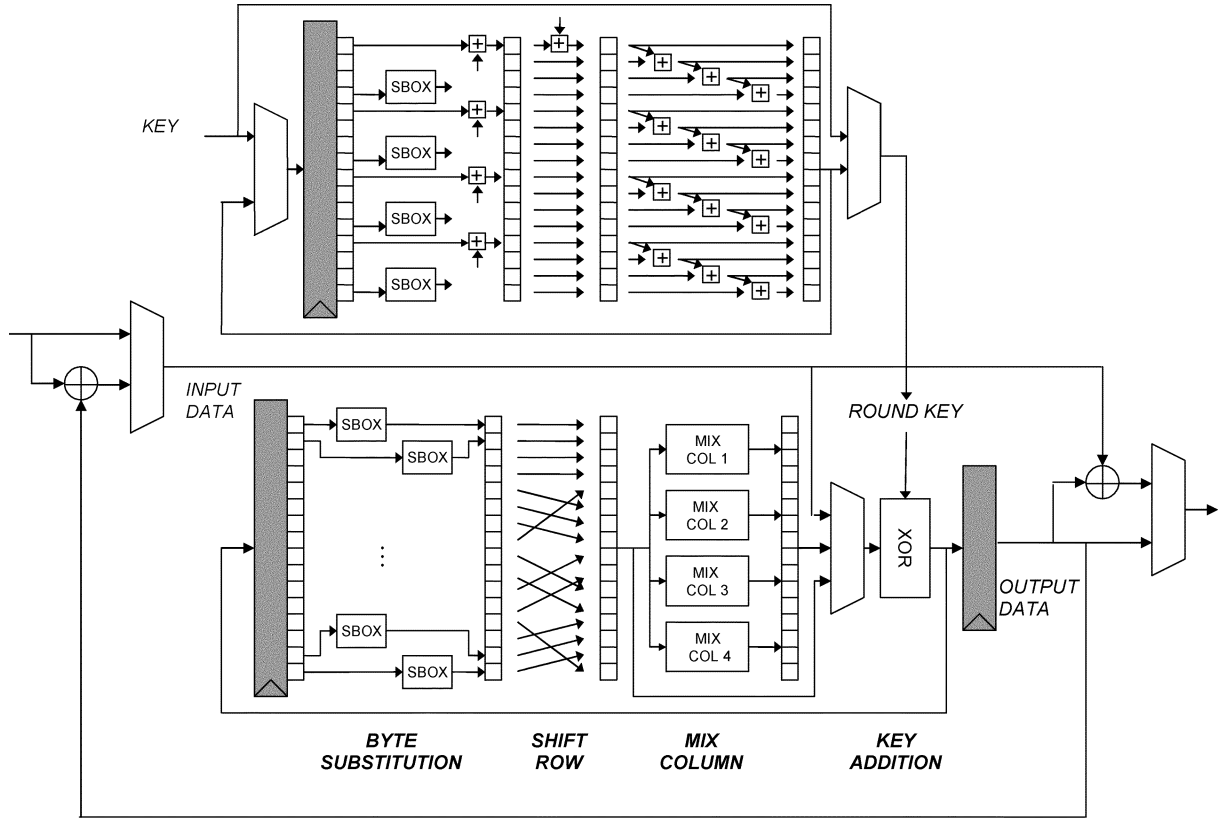 SBOX
KEY
SBOX
SBOX
SBOX
INPUT
DATA
ROUND KEY
SBOX
SBOX
MIX
COL 1
MIX
COL 2
XOR
MIX
COL 3
OUTPUT
DATA
SBOX
MIX
COL 4
SBOX
BYTE
SUBSTITUTION
SHIFT
ROW
MIX
COLUMN
KEY
ADDITION